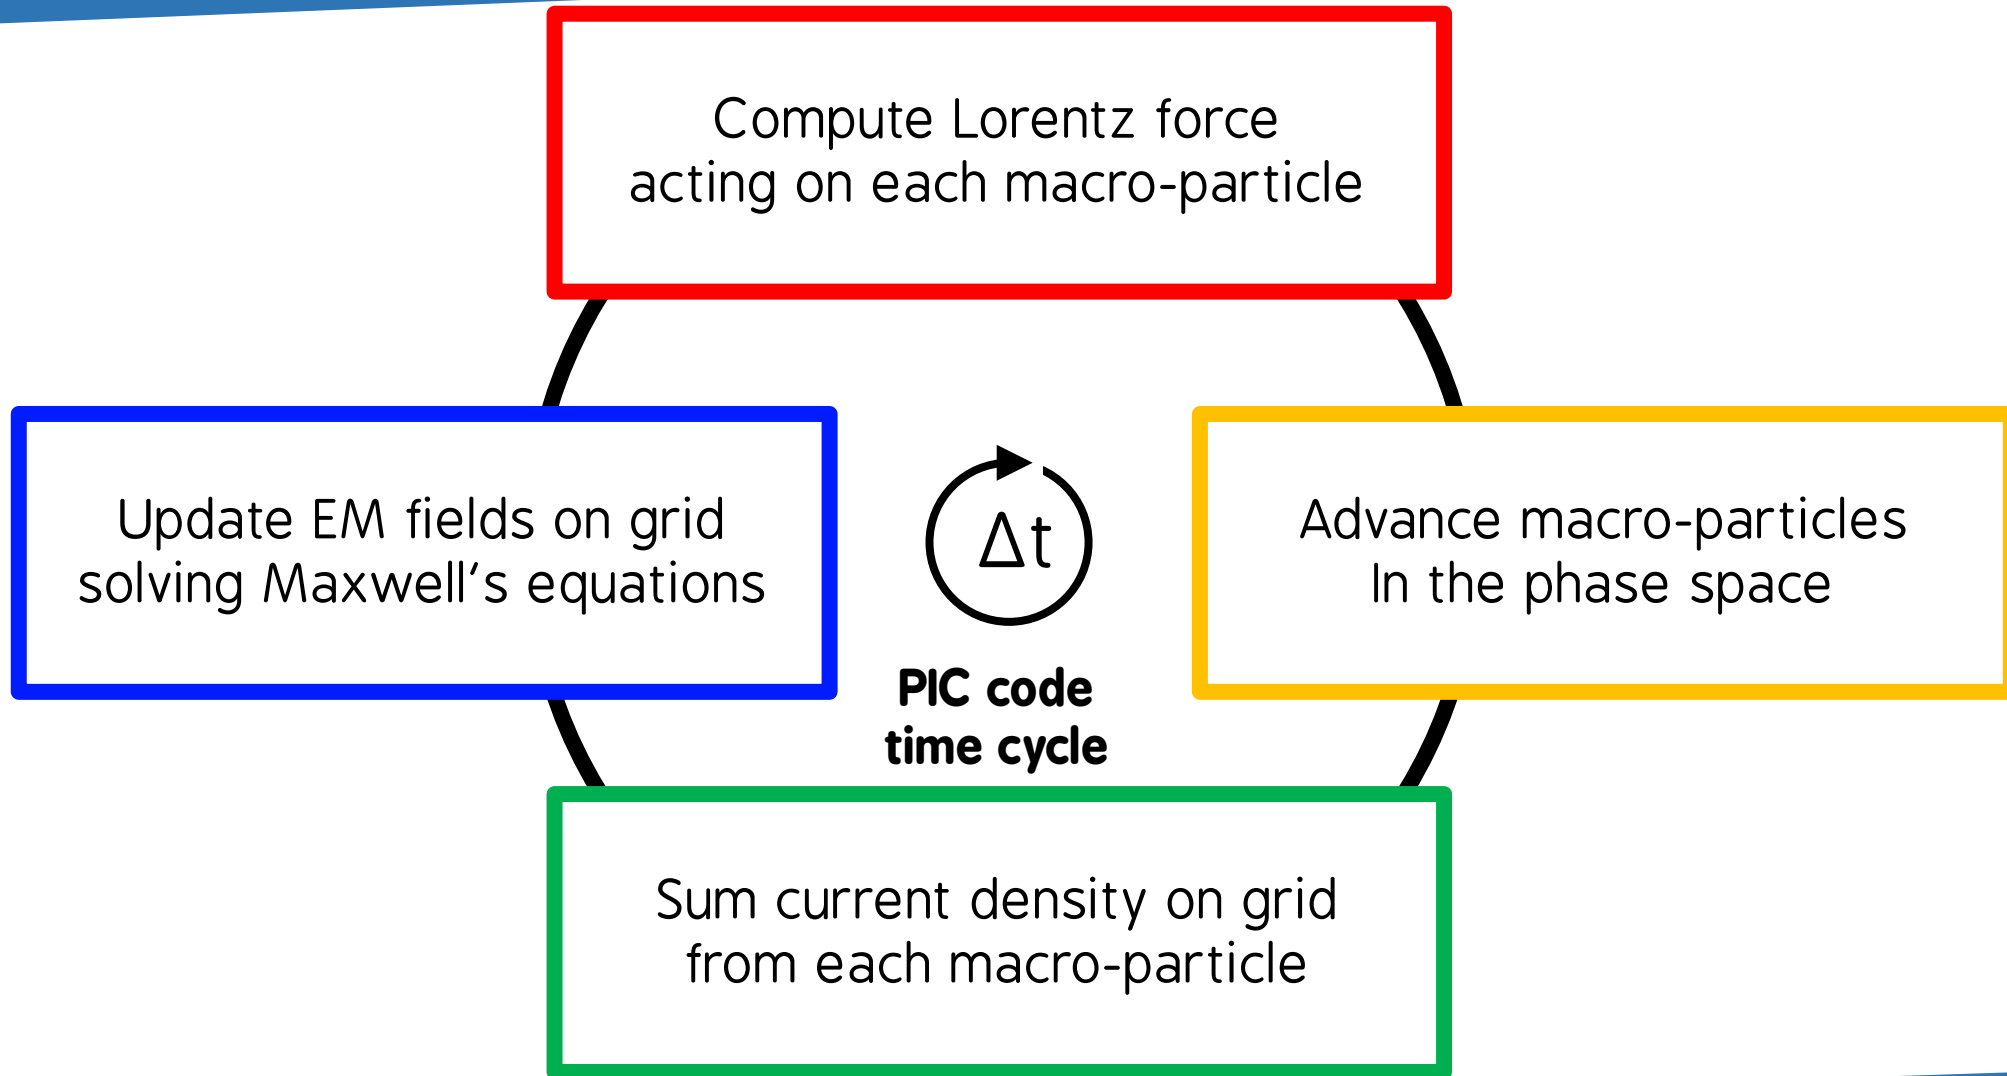 Compute Lorentz force
acting on each macro-particle
Update EM fields on grid
solving Maxwell's equations
Δt
PIC code
time cycle
Advance macro-particles
In the phase space
Sum current density on grid
from each macro-particle